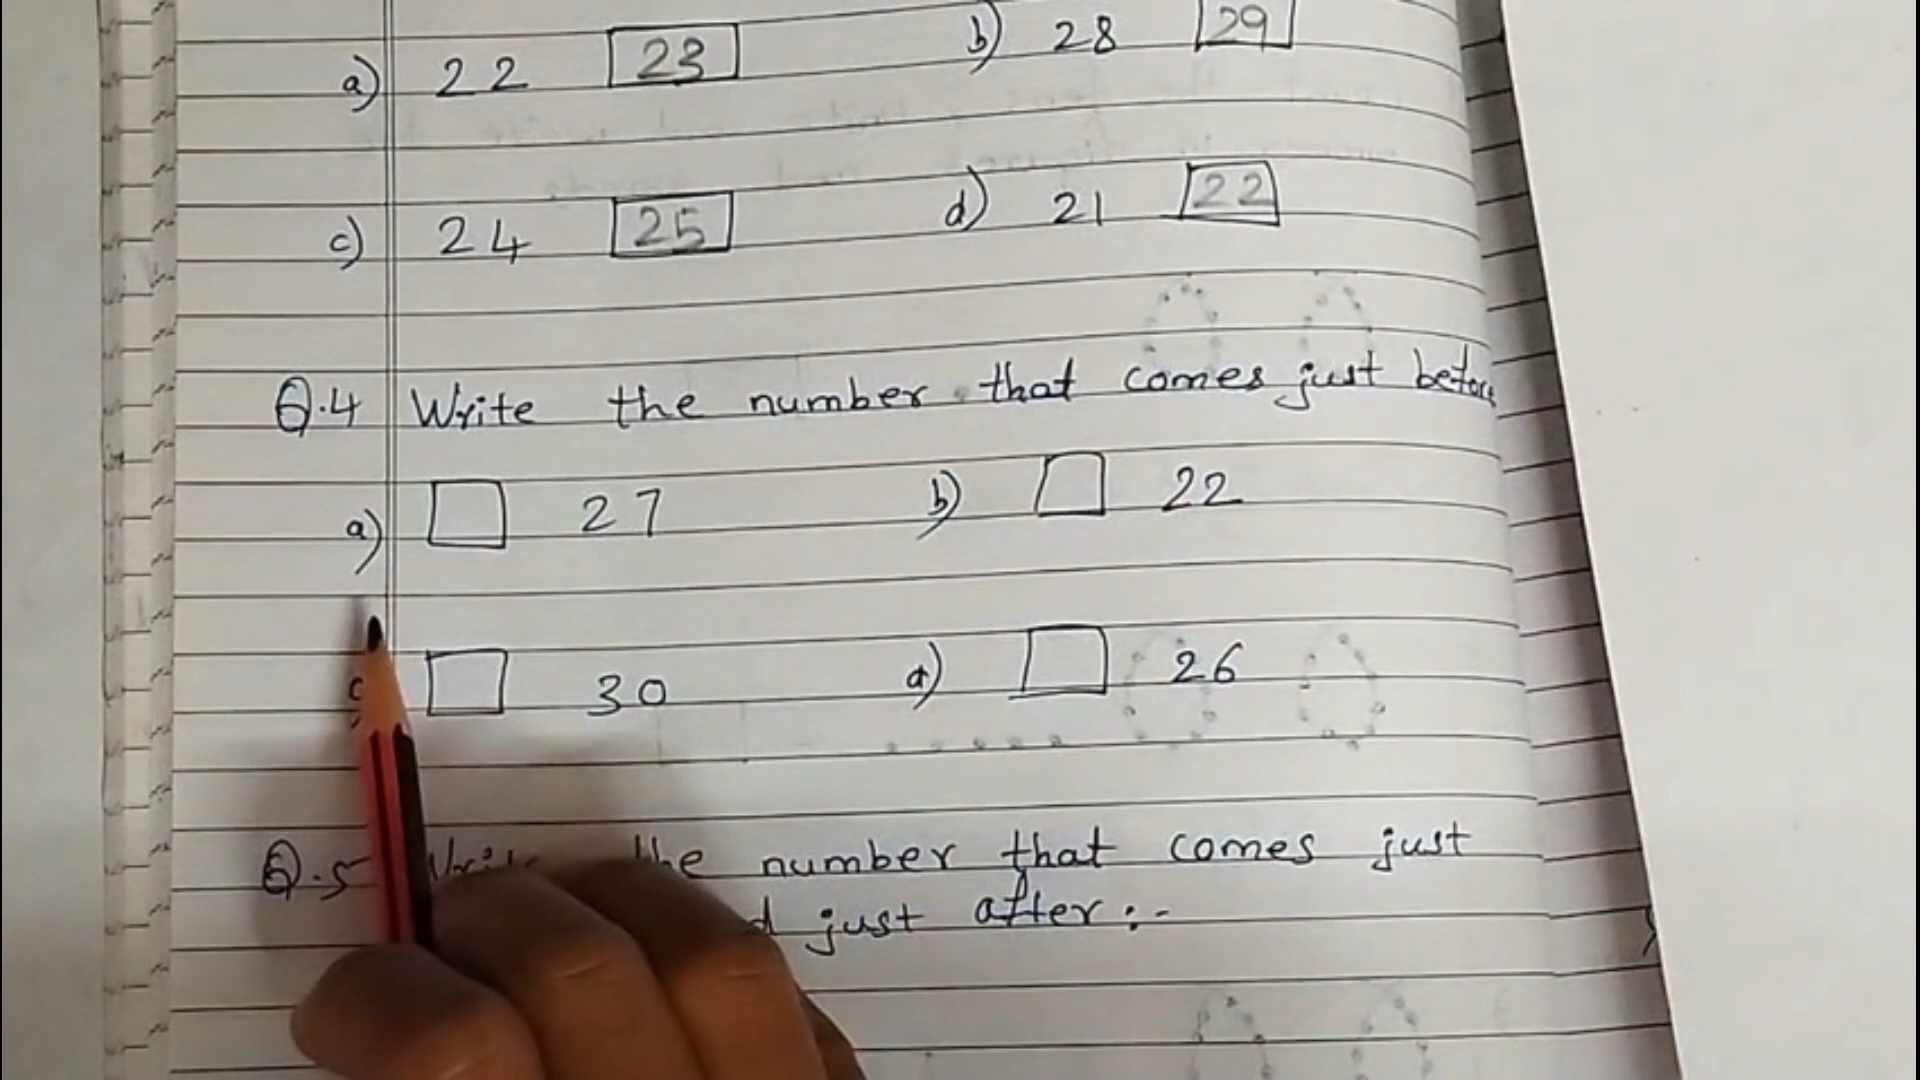 a) 22 23 b) 28 29
c) 24 25 d) 21 22
Q.4 Write the number that comes just before
a) 27 b) 22
30 d) 26
Q.5 the number that comes just
just after :-